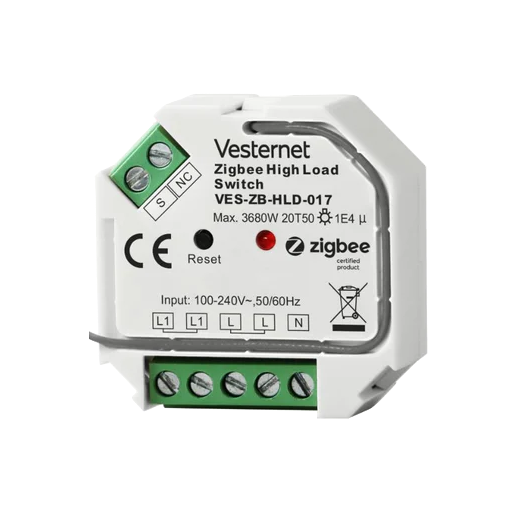 Vesternet
Zigbee High Load
Switch
VES-ZB-HLD-017
Max. 3680W 20T50 1E4 µ
S NC
CE
Reset
zigbee
certified
product
Input: 100-240V~,50/60Hz
L1 L1 L L N